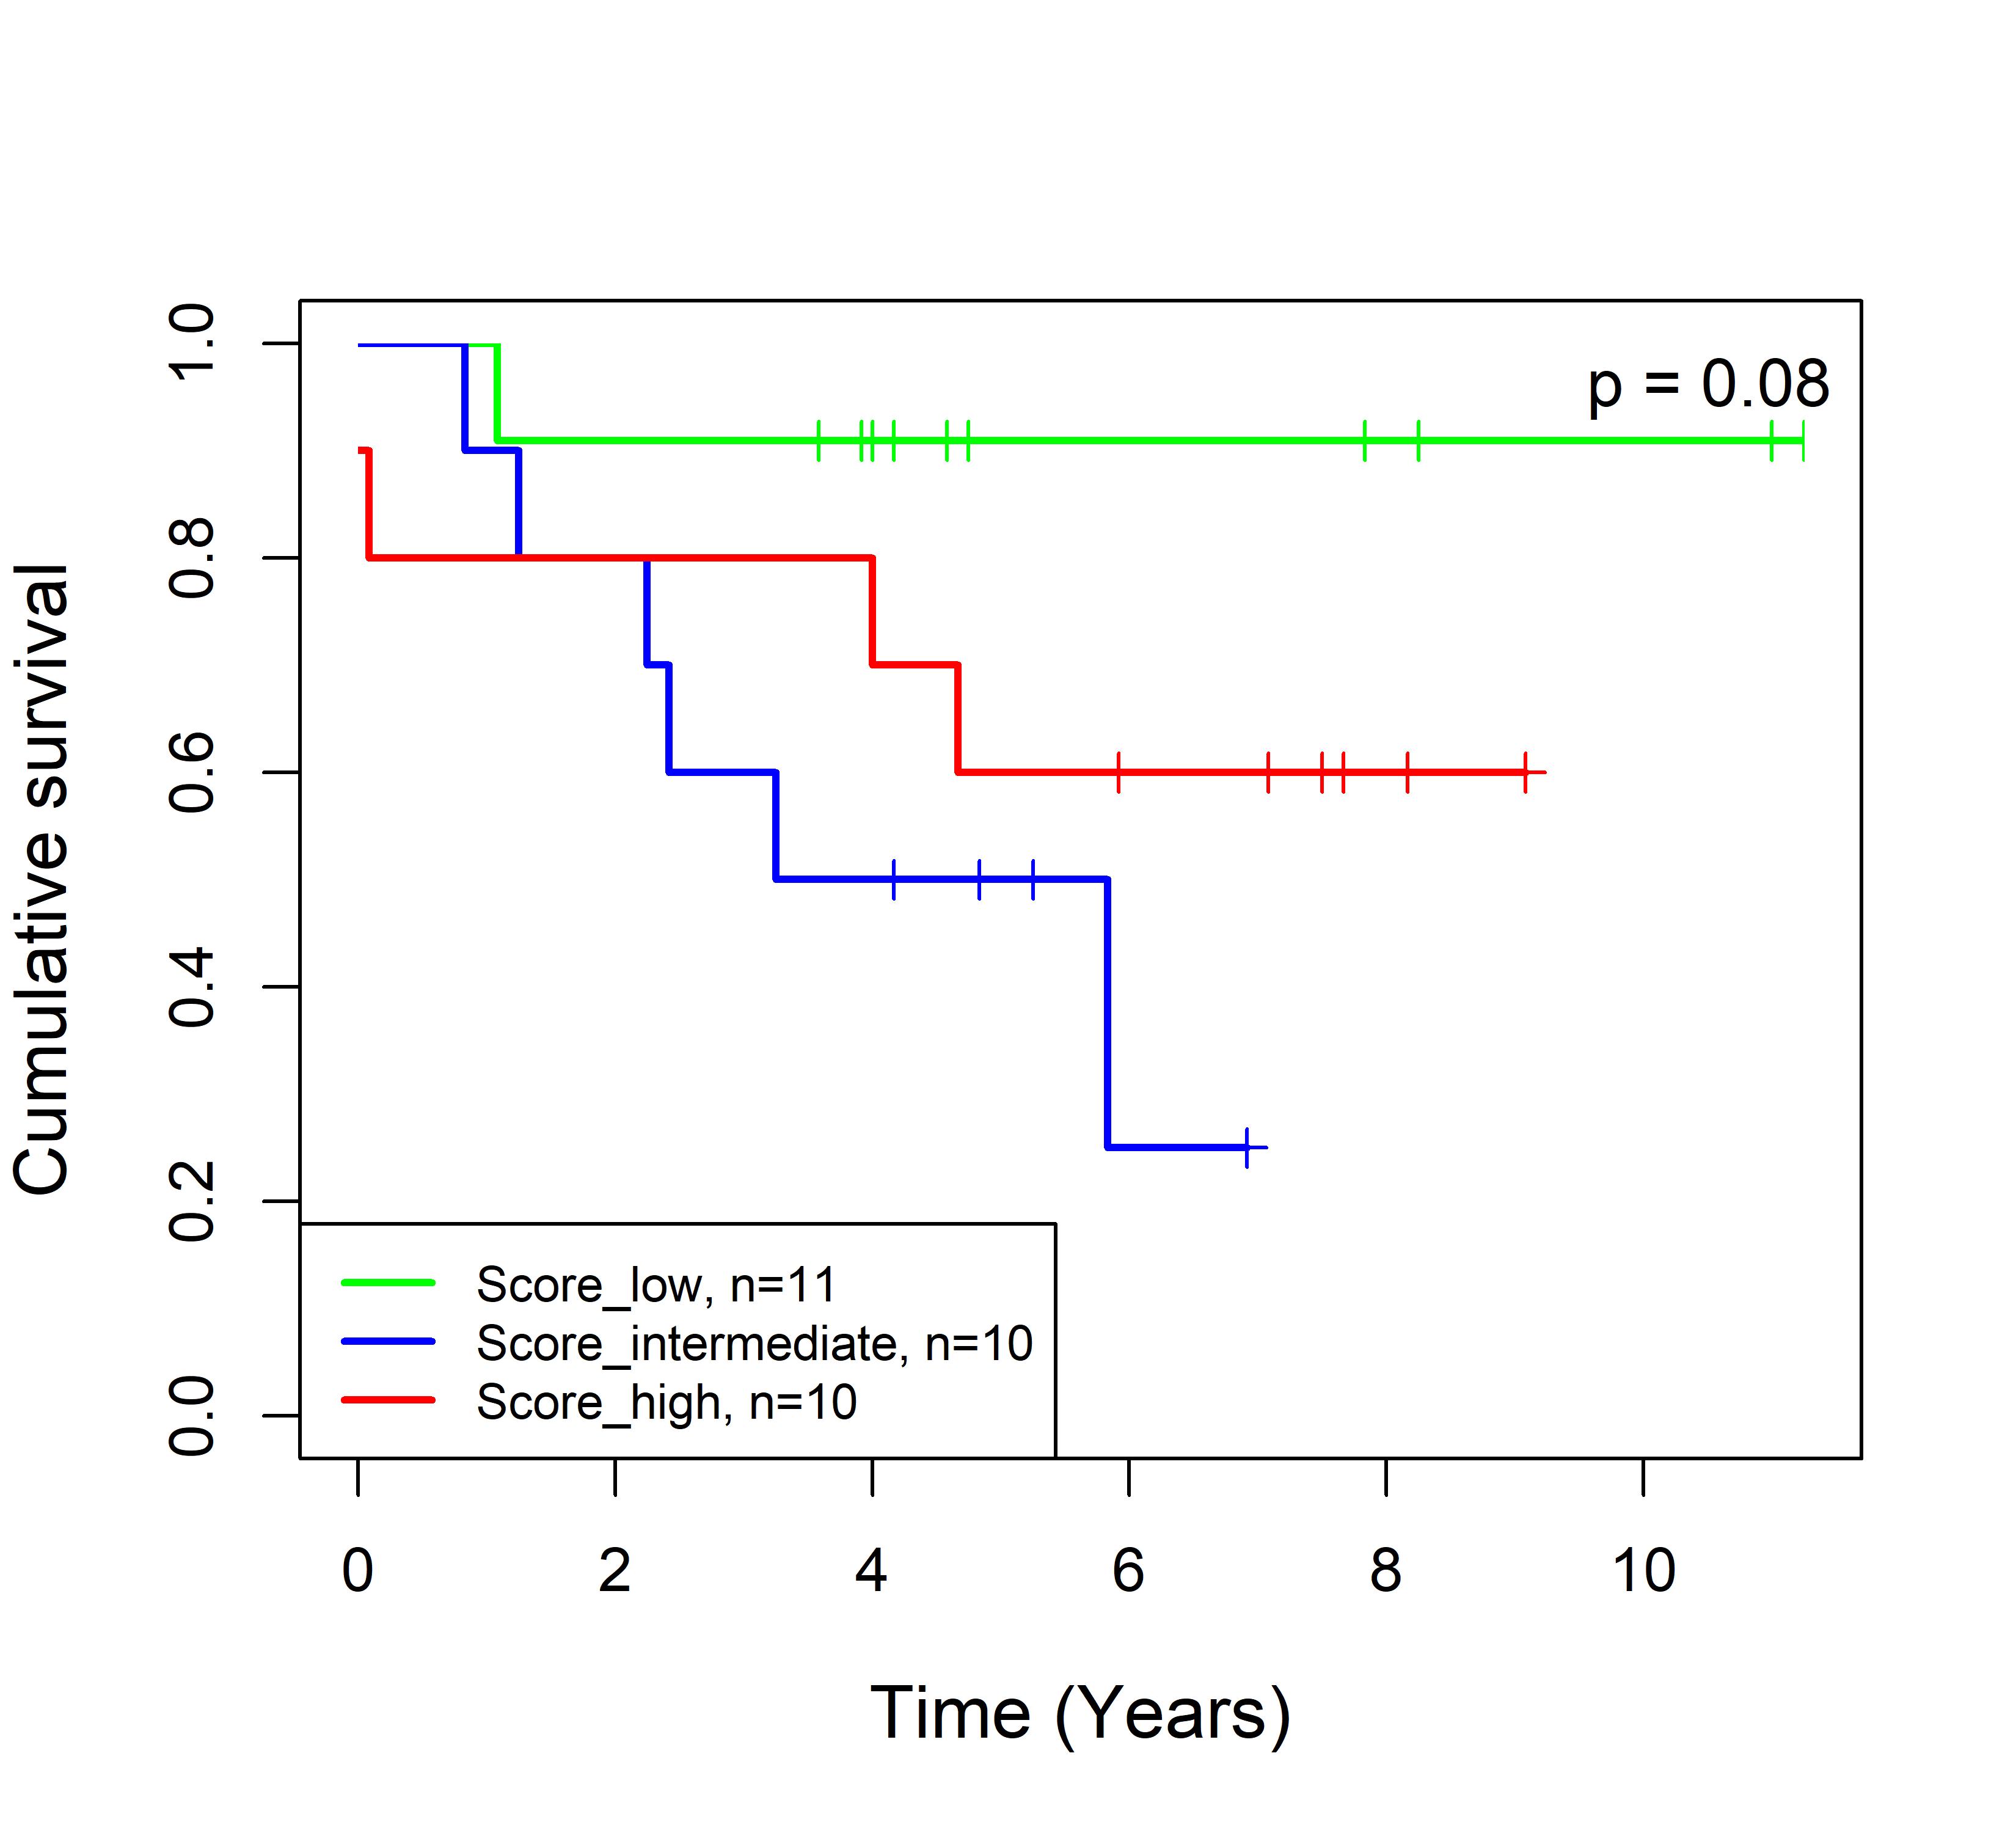 Cumulative survival
1.0
0.8
0.6
0.4
0.2
0.0
p = 0.08
Score_low, n=11
Score_intermediate, n=10
Score_high, n=10
0 2 4 6 8 10
Time (Years)